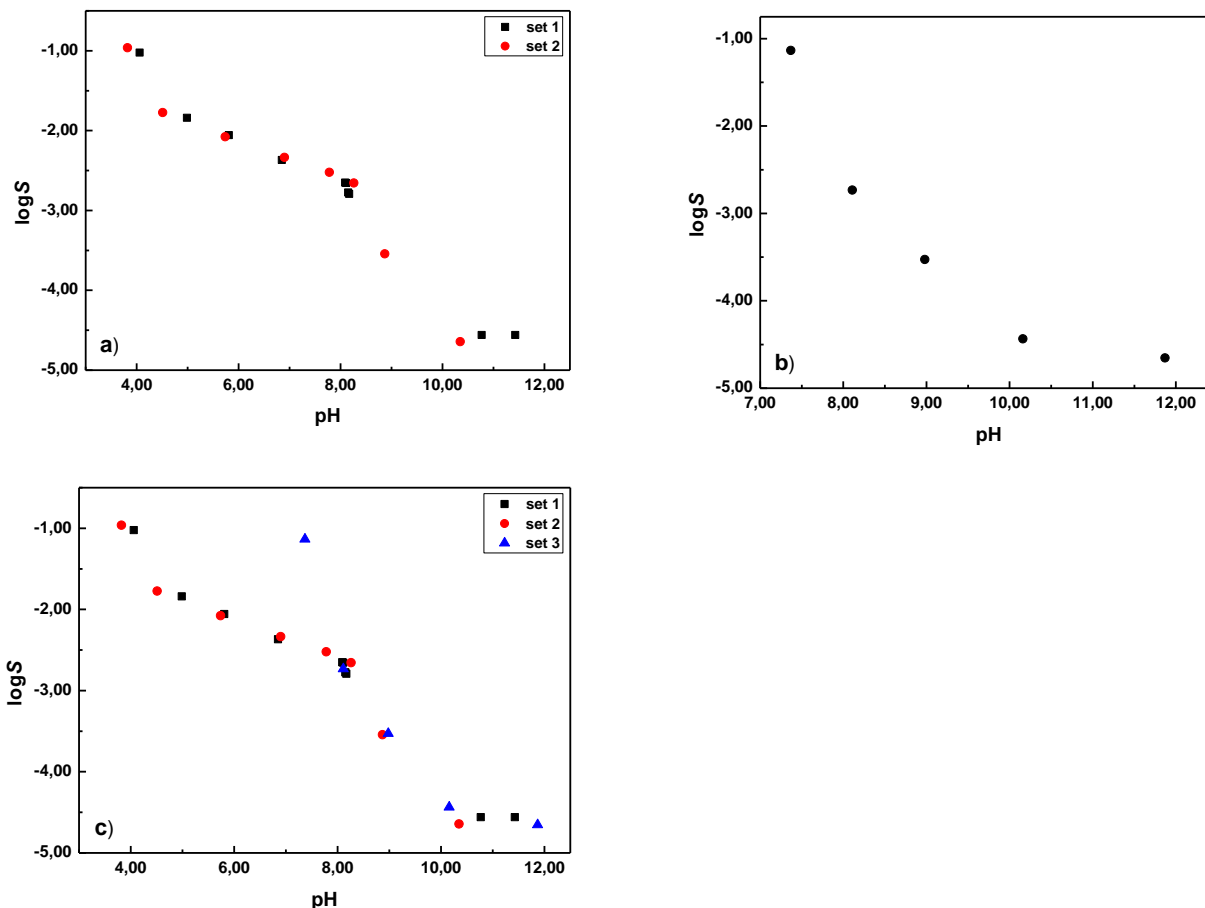 set 1
set 2
-1,00
-2,00
-3,00
-4,00
-5,00
logS
a)
4,00 6,00 8,00 10,00 12,00
pH
-1,00
-2,00
-3,00
-4,00
-5,00
logS
b)
7,00 8,00 9,00 10,00 11,00 12,00
pH
set 1
set 2
set 3
-1,00
-2,00
-3,00
-4,00
-5,00
logS
c)
4,00 6,00 8,00 10,00 12,00
pH